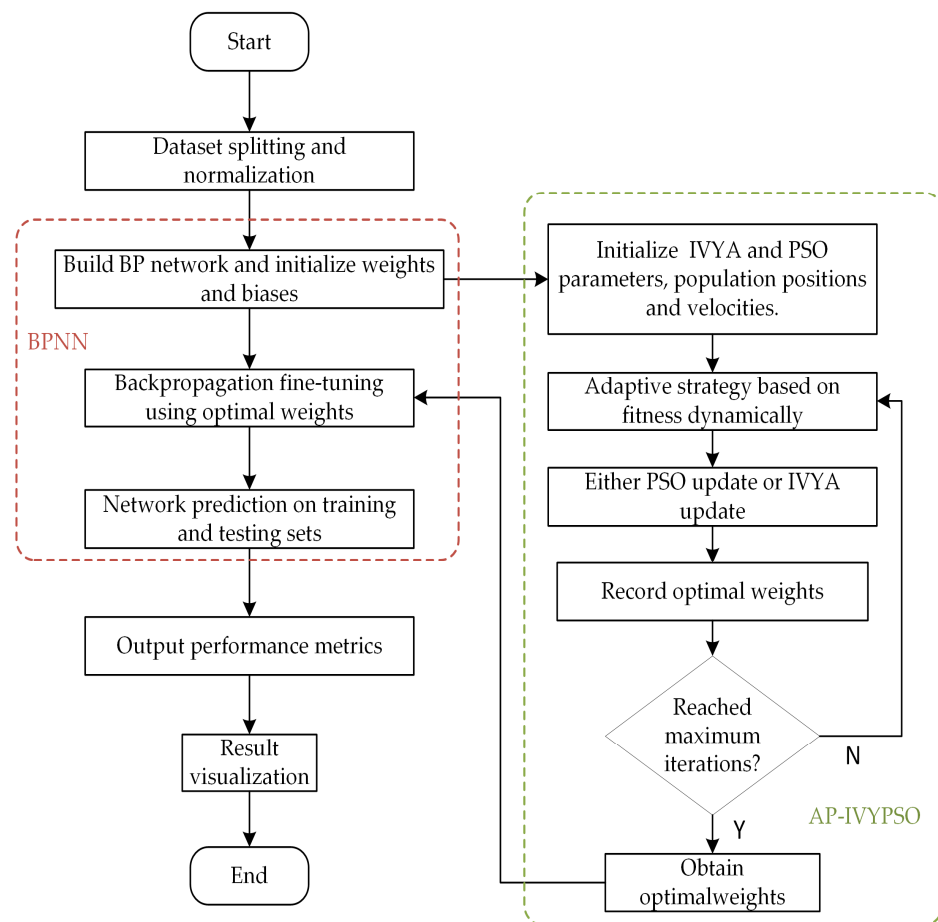 Start
Dataset splitting and
normalization
Build BP network and initialize weights
and biases
BPNN
Backpropagation fine-tuning
using optimal weights
Network prediction on training
and testing sets
Output performance metrics
Result
visualization
End
Initialize IVYA and PSO
parameters, population positions
and velocities.
Adaptive strategy based on
fitness dynamically
Either PSO update or IVYA
update
Record optimal weights
Reached
maximum
iterations?
N
Y
AP-IVYPSO
Obtain
optimalweights